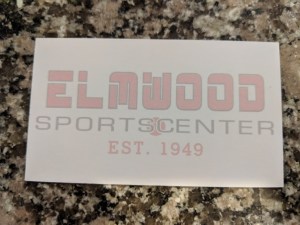 ELMWOOD
SPORTS CENTER
EST. 1949